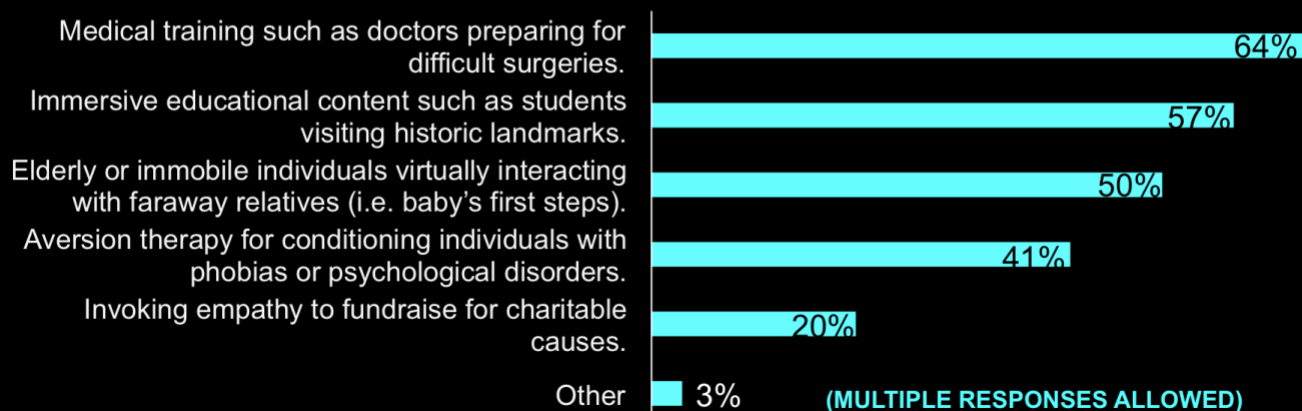 Medical training such as doctors preparing for
difficult surgeries.
64%
Immersive educational content such as students
visiting historic landmarks.
57%
Elderly or immobile individuals virtually interacting
with faraway relatives (i.e. baby’s first steps).
50%
Aversion therapy for conditioning individuals with
phobias or psychological disorders.
41%
Invoking empathy to fundraise for charitable
causes.
20%
Other
3%
(MULTIPLE RESPONSES ALLOWED)